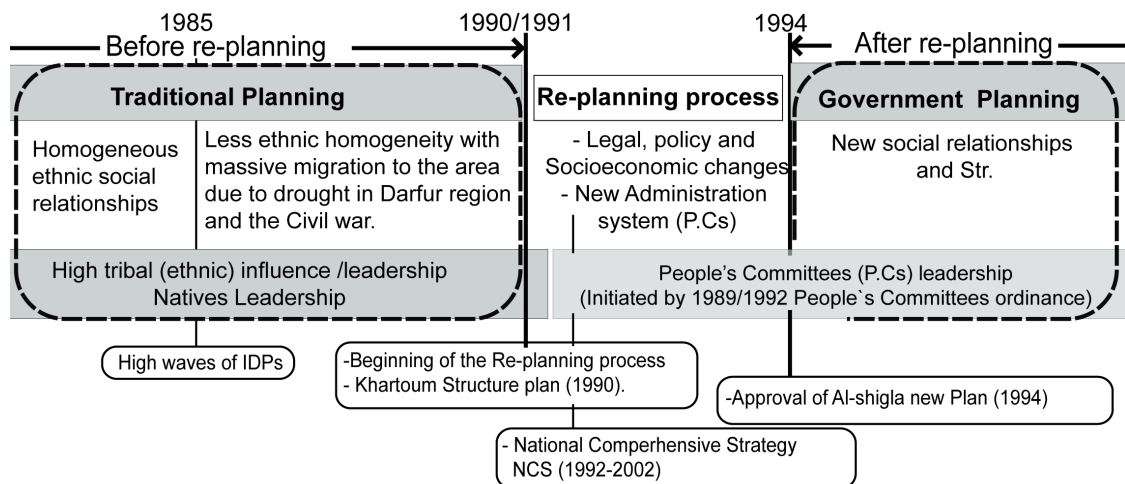 1985
1990/1991
1994
Before re-planning
After re-planning
Traditional Planning
Re-planning process
Government Planning
Homogeneous
ethnic social
relationships
Less ethnic homogeneity with
massive migration to the area
due to drought in Darfur region
and the Civil war.
- Legal, policy and
Socioeconomic changes
- New Administration
system (P.Cs)
New social relationships
and Str.
High tribal (ethnic) influence /leadership
Natives Leadership
People's Committees (P.Cs) leadership
(Initiated by 1989/1992 People`s Committees ordinance)
High waves of IDPs
-Beginning of the Re-planning process
- Khartoum Structure plan (1990).
-Approval of Al-shigla new Plan (1994)
- National Comperhensive Strategy
NCS (1992-2002)